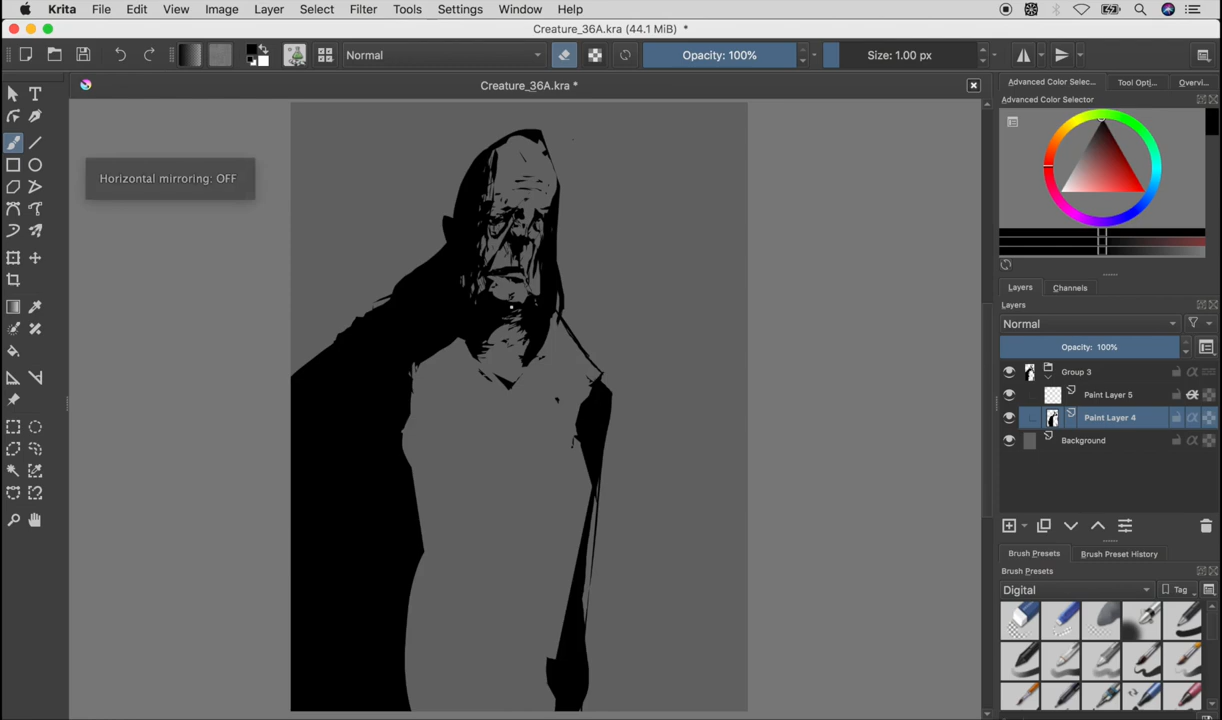 Krita File Edit View Image Layer Select Filter Tools Settings Window Help
Creature_36A.kra (44.1 MiB) *
Normal Opacity: 100% Size: 1.00 px
Creature_36A.kra *
Advanced Color Selec... Tool Opti... Overvi...
Advanced Color Selector
Horizontal mirroring: OFF
Layers Channels
Layers
Normal
Opacity: 100%
Group 3
Paint Layer 5
Paint Layer 4
Background
Brush Presets Brush Preset History
Brush Presets
Digital Tag